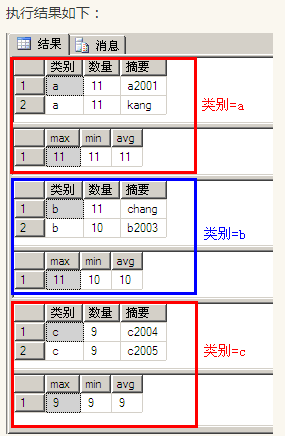 执行结果如下：
结果 消息
类别 数量 摘要
1 a 11 a2001
2 a 11 kang
类别=a
max min avg
1 11 11 11
类别 数量 摘要
1 b 11 chang
2 b 10 b2003
类别=b
max min avg
1 11 10 10
类别 数量 摘要
1 c 9 c2004
2 c 9 c2005
类别=c
max min avg
1 9 9 9